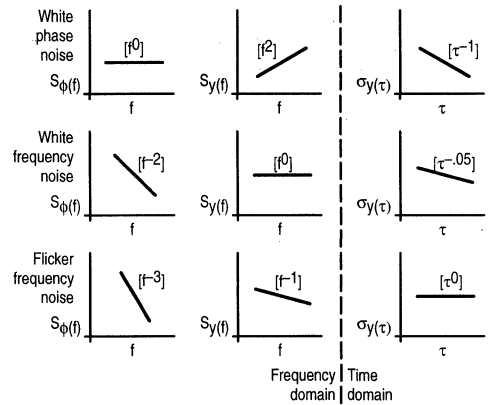 White
phase
noise
[f⁰]
S𝜙(f)
f
[f²]
Sy(f)
f
[τ⁻¹]
σy(τ)
τ
White
frequency
noise
[f⁻²]
S𝜙(f)
f
[f⁰]
Sy(f)
f
[τ⁻·⁰⁵]
σy(τ)
τ
Flicker
frequency
noise
[f⁻³]
S𝜙(f)
f
[f⁻¹]
Sy(f)
f
[τ⁰]
σy(τ)
τ
Frequency domain
Time domain